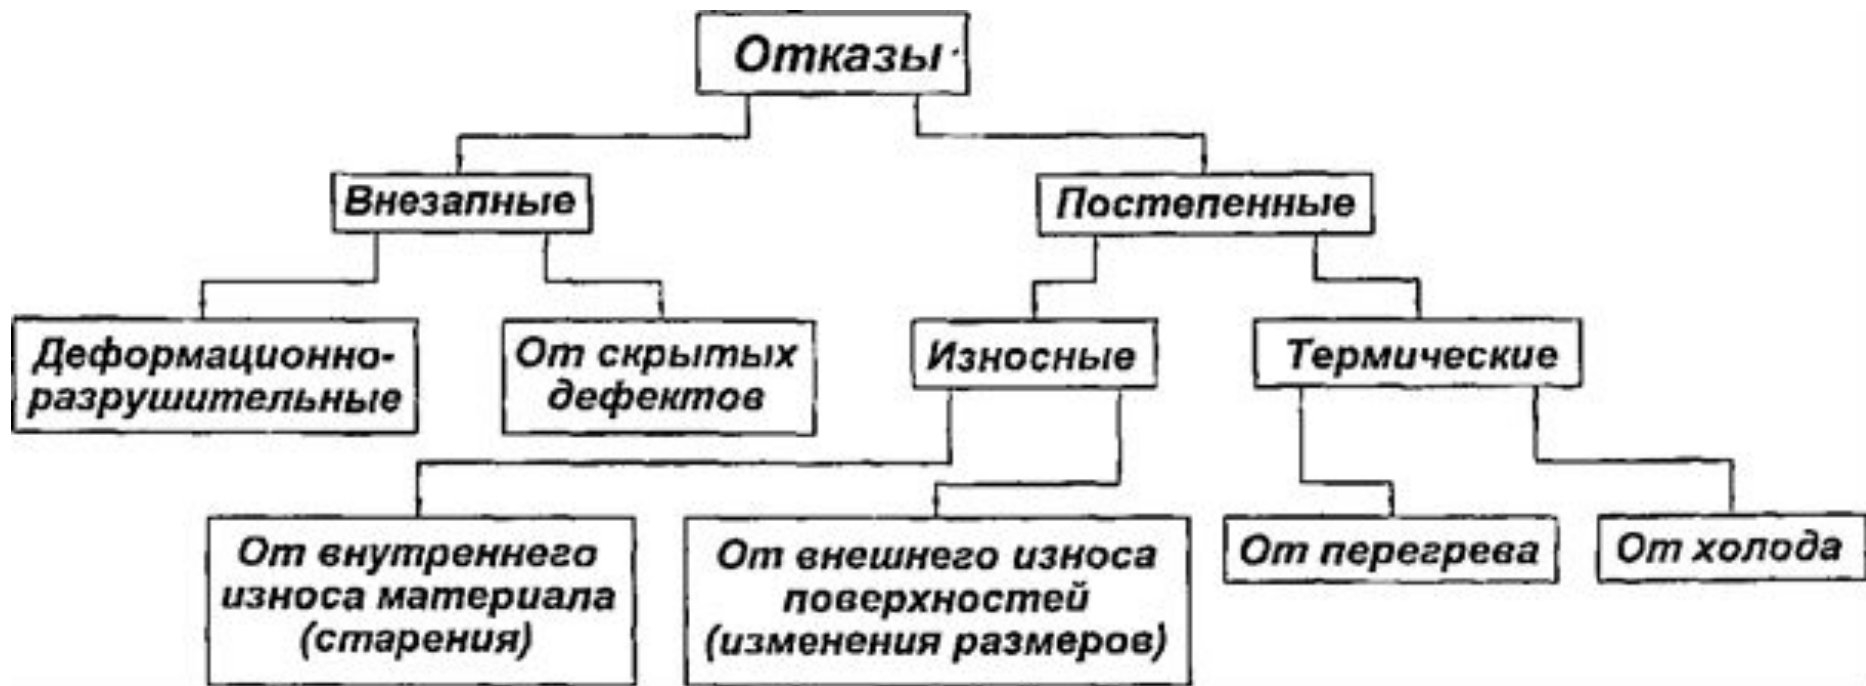 Отказы
Внезапные
Постепенные
Деформационно-
разрушительные
От скрытых
дефектов
Износные
Термические
От внутреннего
износа материала
(старения)
От внешнего износа
поверхностей
(изменения размеров)
От перегрева
От холода